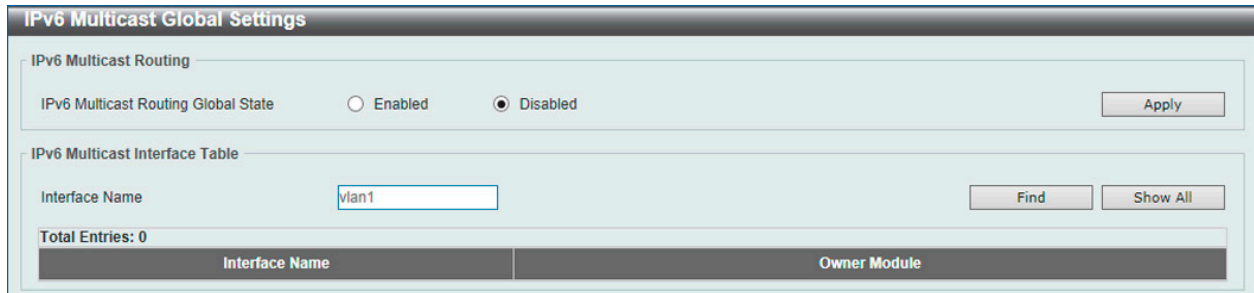 IPv6 Multicast Global Settings
IPv6 Multicast Routing
IPv6 Multicast Routing Global State Enabled Disabled Apply
IPv6 Multicast Interface Table
Interface Name vlan1 Find Show All
Total Entries: 0
Interface Name Owner Module